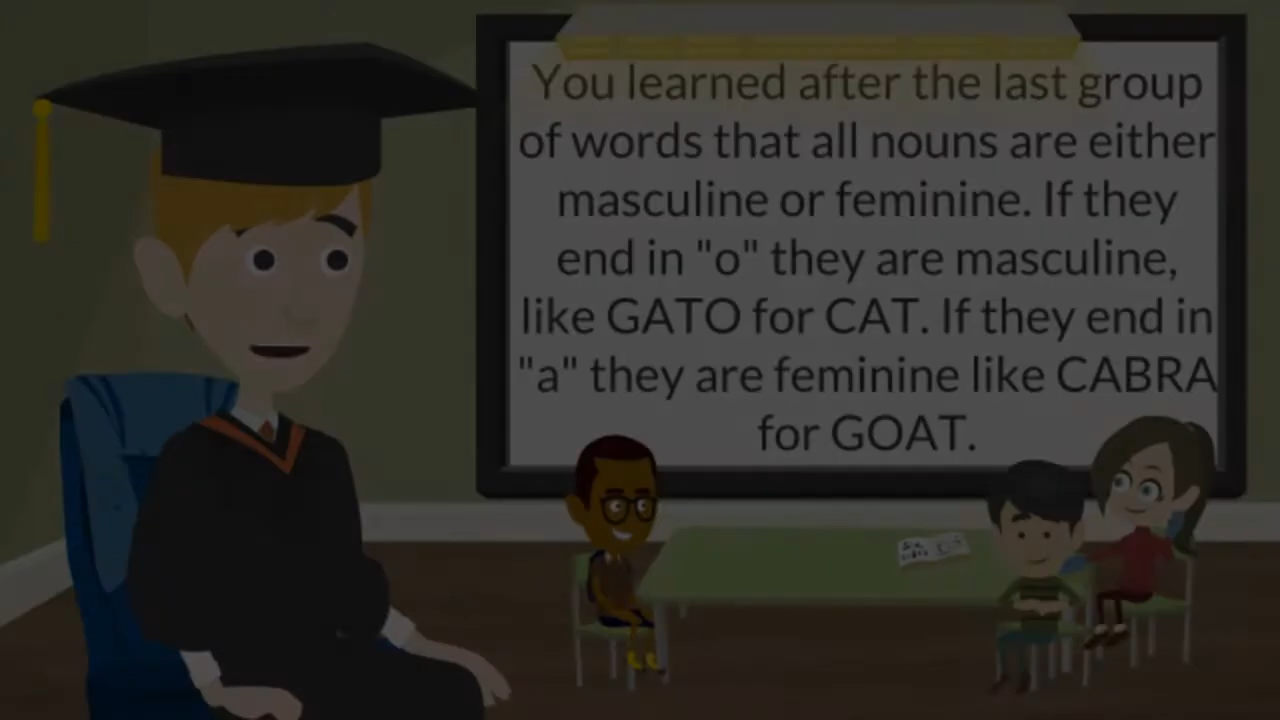 You learned after the last group
of words that all nouns are either
masculine or feminine. If they
end in "o" they are masculine,
like GATO for CAT. If they end in
"a" they are feminine like CABRA
for GOAT.